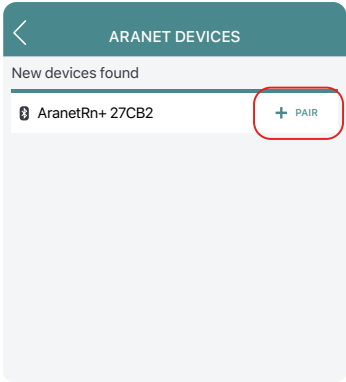 ARANET DEVICES
New devices found
AranetRn+ 27CB2
+ PAIR